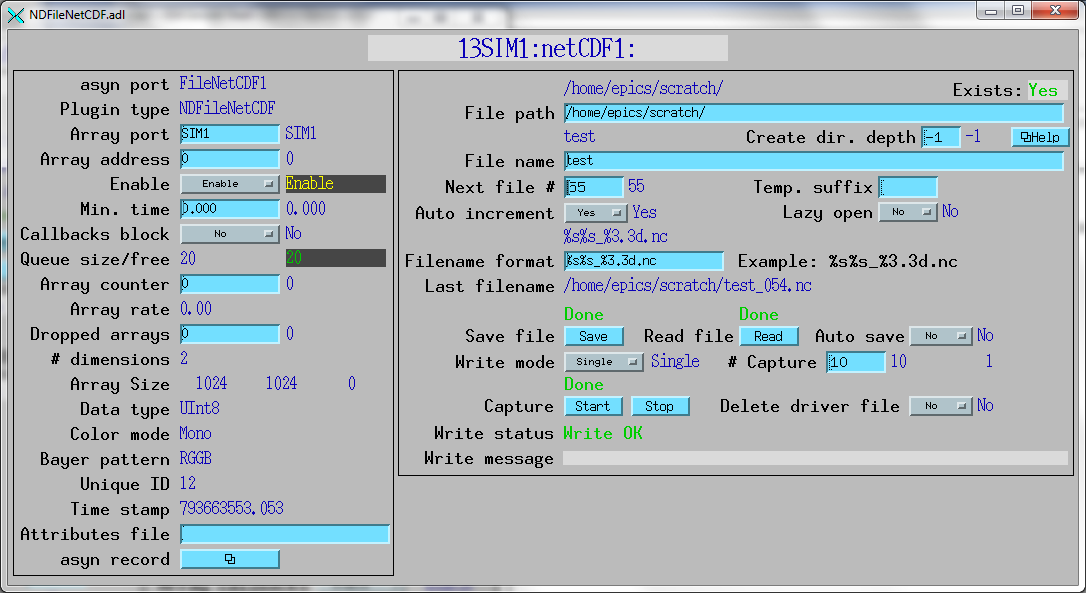 NDFileNetCDF.adl
13SIM1:netCDF1:
asyn port FileNetCDF1
Plugin type NDFileNetCDF
Array port SIM1 SIM1
Array address 0 0
Enable Enable Enable
Min. time 0.000 0.000
Callbacks block No No
Queue size/free 20 20
Array counter 0 0
Array rate 0.00
Dropped arrays 0 0
# dimensions 2
Array Size 1024 1024 0
Data type UInt8
Color mode Mono
Bayer pattern RGGB
Unique ID 12
Time stamp 793663553.053
Attributes file
asyn record
/home/epics/scratch/ Exists: Yes
File path /home/epics/scratch/
test Create dir. depth -1 -1 Help
File name test
Next file # 55 55 Temp. suffix
Auto increment Yes Yes Lazy open No No
%s%s_%3.3d.nc
Filename format %s%s_%3.3d.nc Example: %s%s_%3.3d.nc
Last filename /home/epics/scratch/test_054.nc
Done Done
Save file Save Read file Read Auto save No No
Write mode Single Single # Capture 10 10 1
Done
Capture Start Stop Delete driver file No No
Write status Write OK
Write message